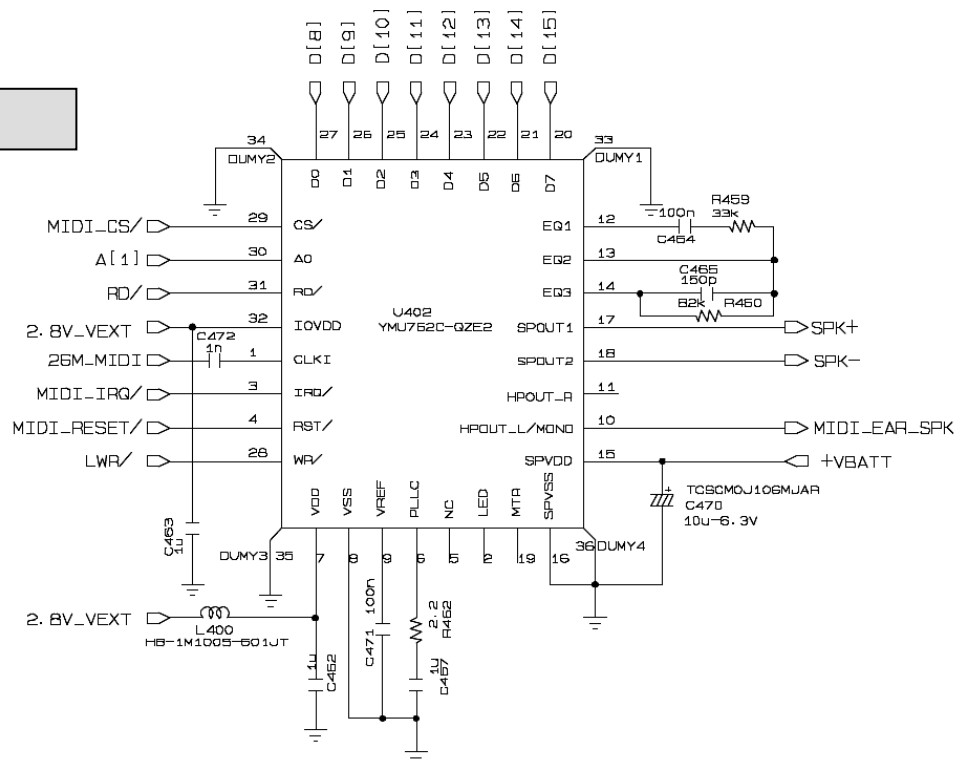 D[8] D[9] D[10] D[11] D[12] D[13] D[14] D[15]
34 27 26 25 24 23 22 21 20 33
DUMY2 DUMY1
D0 D1 D2 D3 D4 D5 D6 D7
R459
33k
100n
C464
MIDI_CS/ 29 CS/ EQ1 12
A[1] 30 A0 EQ2 13
C465
150p
RD/ 31 RD/ EQ3 14
82k R460
U402
YMU762C-QZE2
2.8V_VEXT 32 IOVDD SPOUT1 17 SPK+
C472
1n
26M_MIDI 1 CLKI SPOUT2 18 SPK-
MIDI_IRQ/ 3 IRQ/ HPOUT_R 11
MIDI_RESET/ 4 RST/ HPOUT_L/MONO 10 MIDI_EAR_SPK
LWR/ 28 WR/ SPVDD 15 +VBATT
VDD VSS VREF PLLC NC LED MTR SPVSS
+ TCSCM0J106MJAR
C470
10u-6.3V
C463
1u
DUMY3 35 7 8 9 6 5 2 19 16 36 DUMY4
2.8V_VEXT
L400
HB-1M1005-601JT
1u
C462
C471 100n
2.2
R462
1u
C467